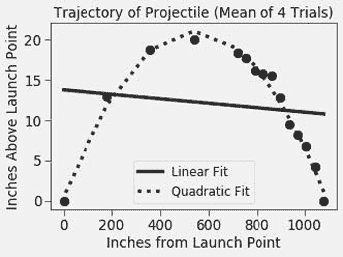 Trajectory of Projectile (Mean of 4 Trials)
Inches Above Launch Point
20
15
10
5
0
Linear Fit
Quadratic Fit
0 200 400 600 800 1000
Inches from Launch Point